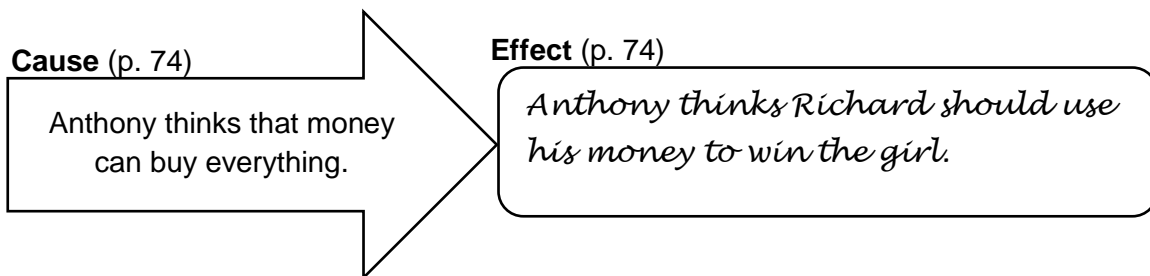 Cause (p. 74)
Anthony thinks that money
can buy everything.
Effect (p. 74)
Anthony thinks Richard should use
his money to win the girl.